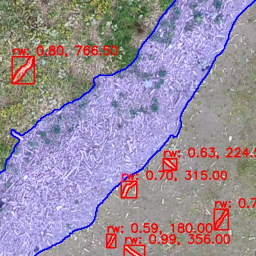 rw: 0.80, 766.50
rw: 0.63, 224.
rw: 0.70, 315.00
rw: 0.7
rw: 0.59, 180.00
rw: 0.99, 356.00